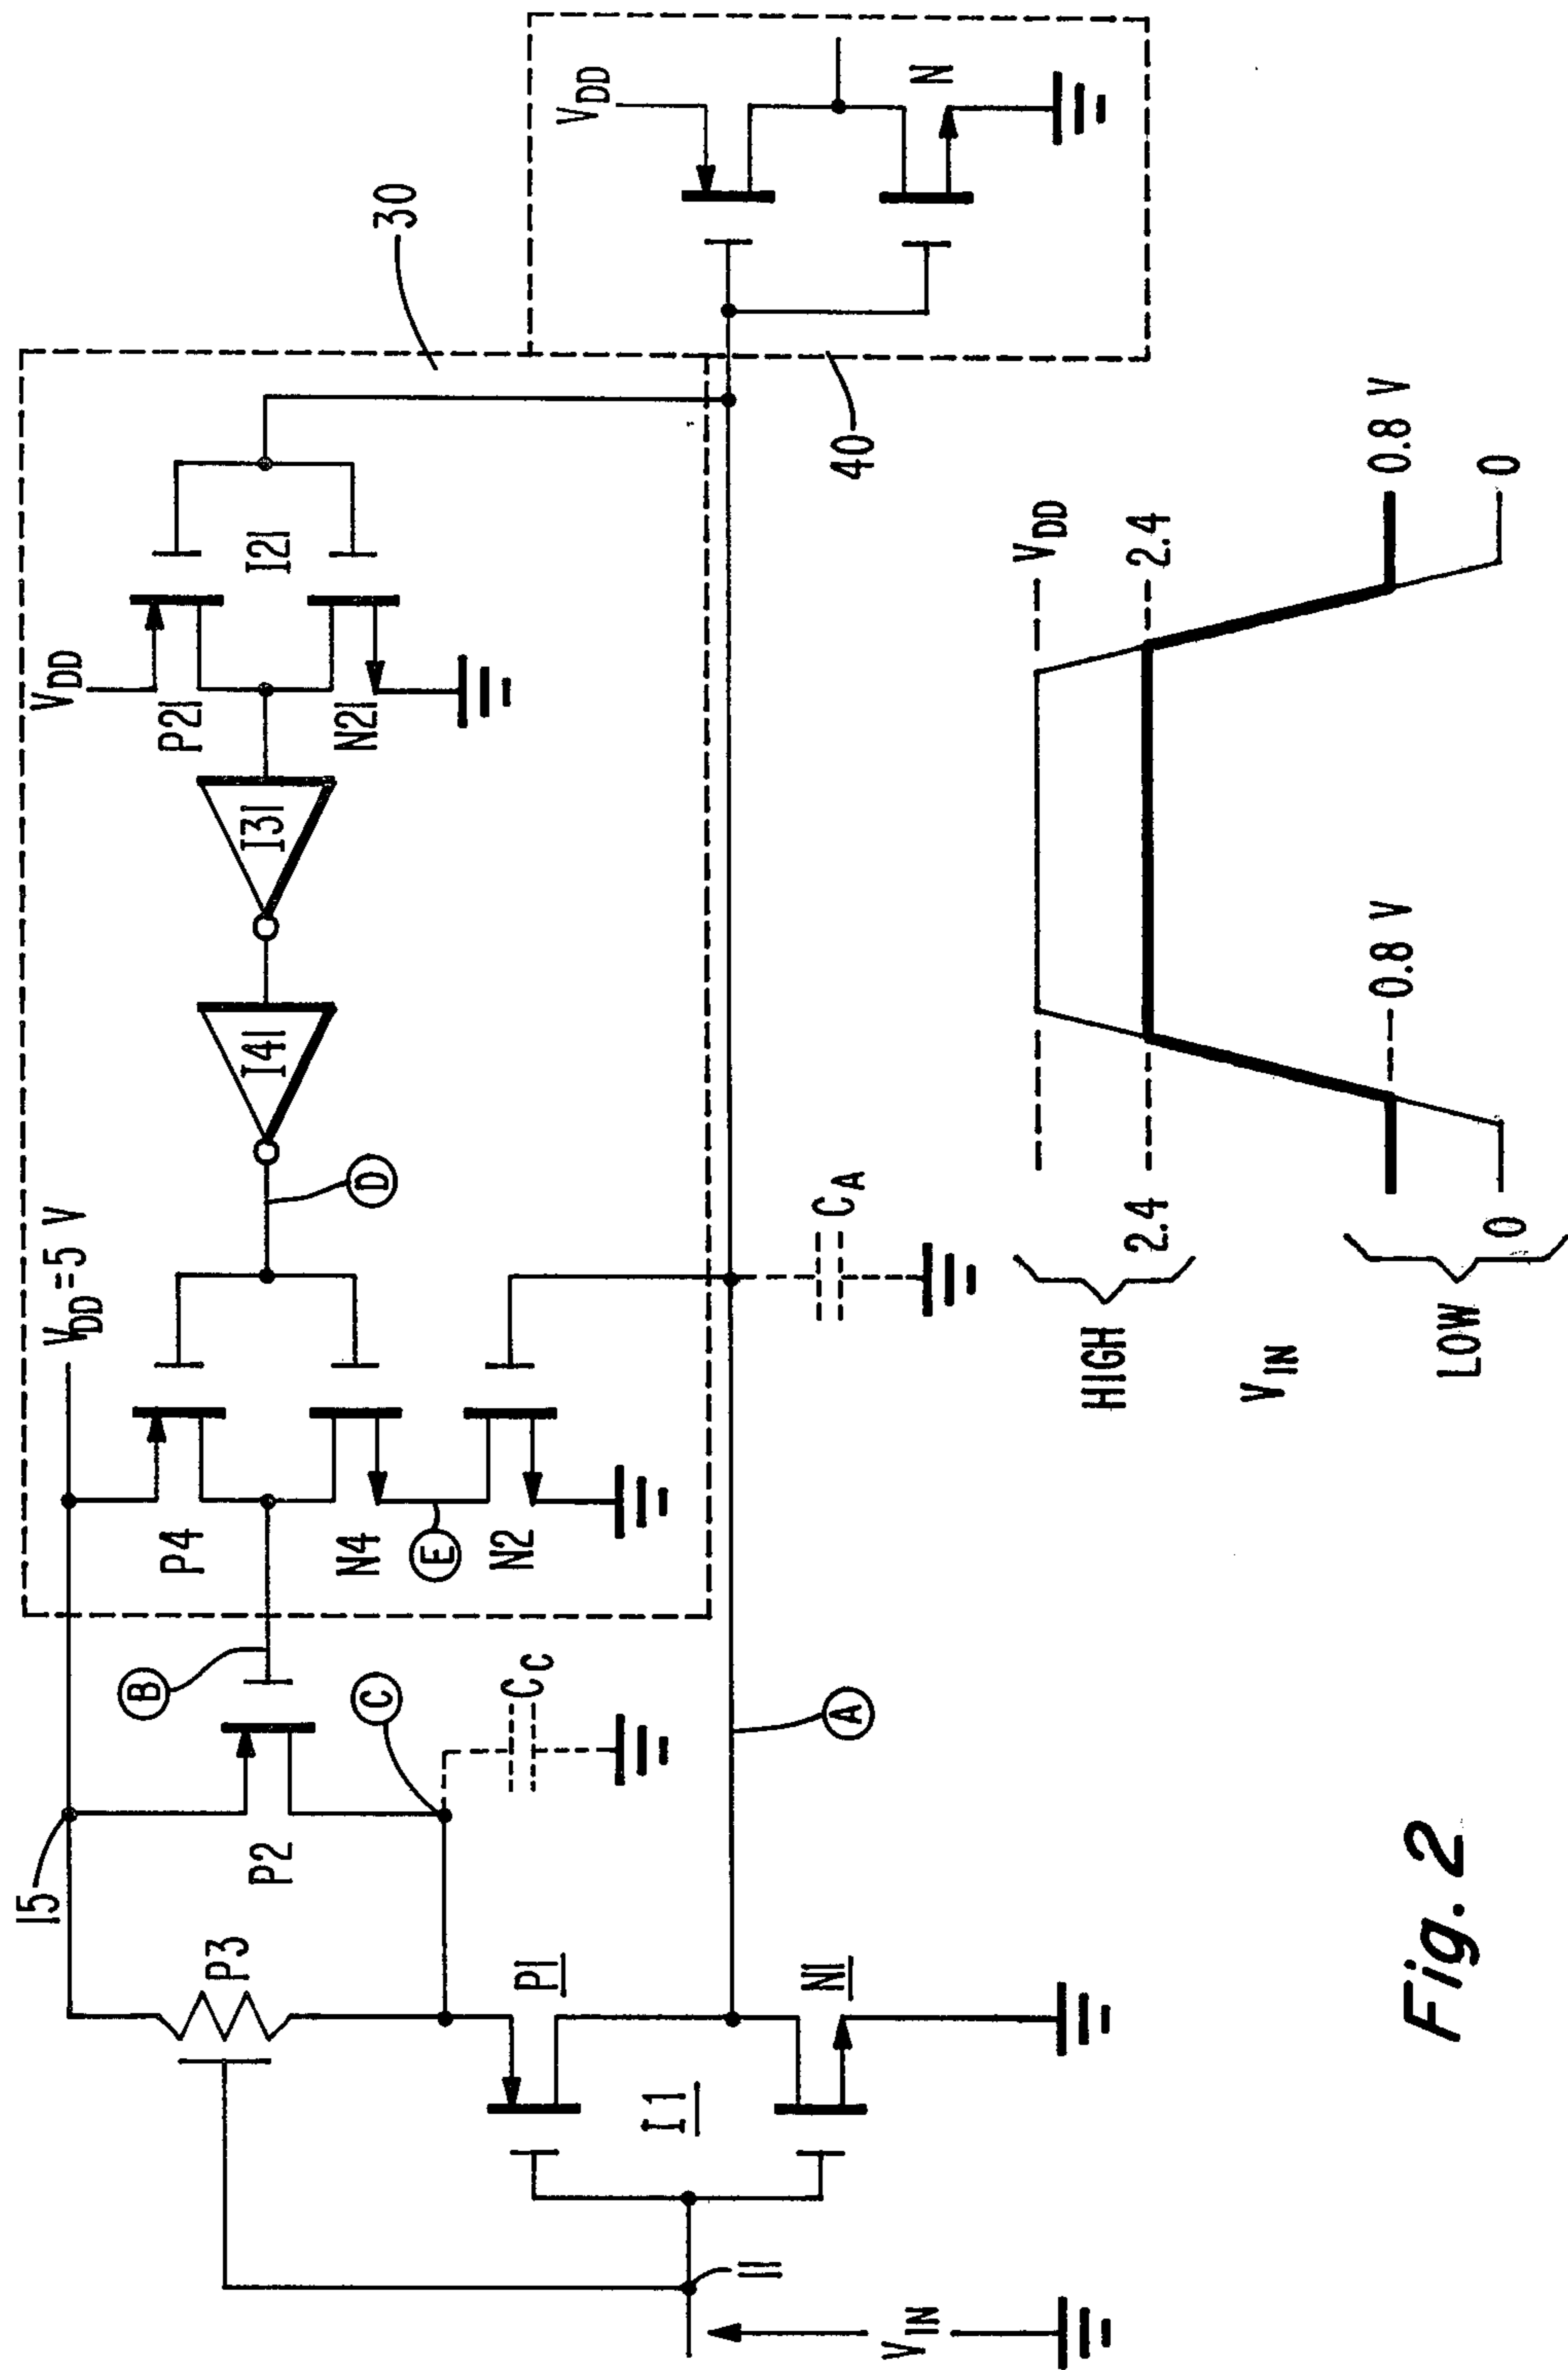 15
V_DD=5 V
V_DD
30
V_DD
P3
P2
B
P4
D
I41
I31
P21
I21
N
C
N4
E
N2
N21
C_C
P1
I1
N1
A
C_A
40
11
V_IN
HIGH
V_DD
2.4
2.4
V_IN
LOW
0.8 V
0.8 V
0
0
Fig. 2